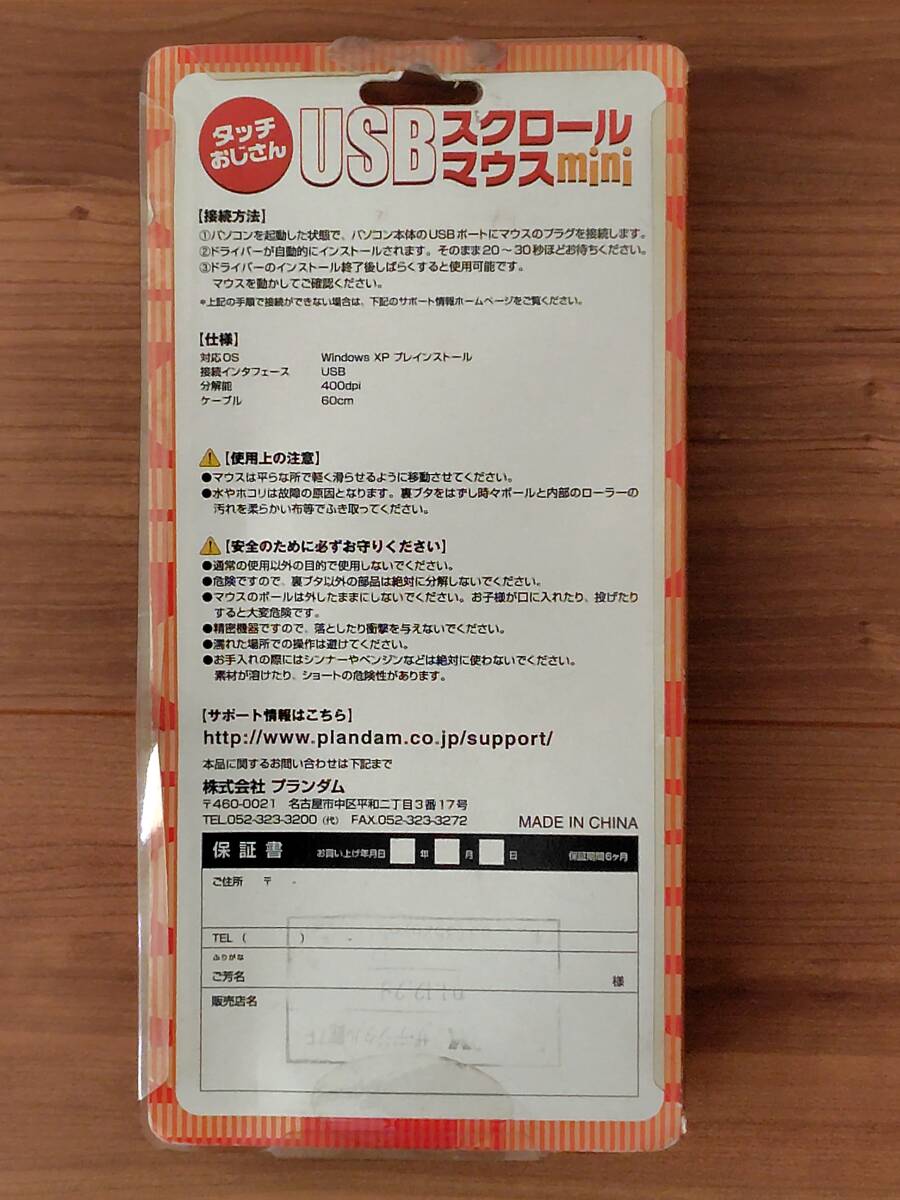 タッチ
おじさん
USB スクロール
マウスmini
【接続方法】
①パソコンを起動した状態で、パソコン本体のUSBポートにマウスのプラグを接続します。
②ドライバーが自動的にインストールされます。そのまま20〜30秒ほどお待ちください。
③ドライバーのインストール終了後しばらくすると使用可能です。
マウスを動かしてご確認ください。
*上記の手順で接続ができない場合は、下記のサポート情報ホームページをご覧ください。
【仕様】
対応OS Windows XP プレインストール
接続インタフェース USB
分解能 400dpi
ケーブル 60cm
【使用上の注意】
●マウスは平らな所で軽く滑らせるように移動させてください。
●水やホコリは故障の原因となります。裏ブタをはずし時々ボールと内部のローラーの
汚れを柔らかい布等でふき取ってください。
【安全のために必ずお守りください】
●通常の使用以外の目的で使用しないでください。
●危険ですので、裏ブタ以外の部品は絶対に分解しないでください。
●マウスのボールは外したままにしないでください。お子様が口に入れたり、投げたり
すると大変危険です。
●精密機器ですので、落としたり衝撃を与えないでください。
●濡れた場所での操作は避けてください。
●お手入れの際にはシンナーやベンジンなどは絶対に使わないでください。
素材が溶けたり、ショートの危険性があります。
【サポート情報はこちら】
http://www.plandam.co.jp/support/
本品に関するお問い合わせは下記まで
株式会社 プランダム
〒460-0021 名古屋市中区平和二丁目3番17号
TEL.052-323-3200（代） FAX.052-323-3272 MADE IN CHINA
保証書 お買い上げ年月日 年 月 日 保証期間6ヶ月
ご住所 〒 -
TEL ( ) -
ふりがな
ご芳名 様
販売店名